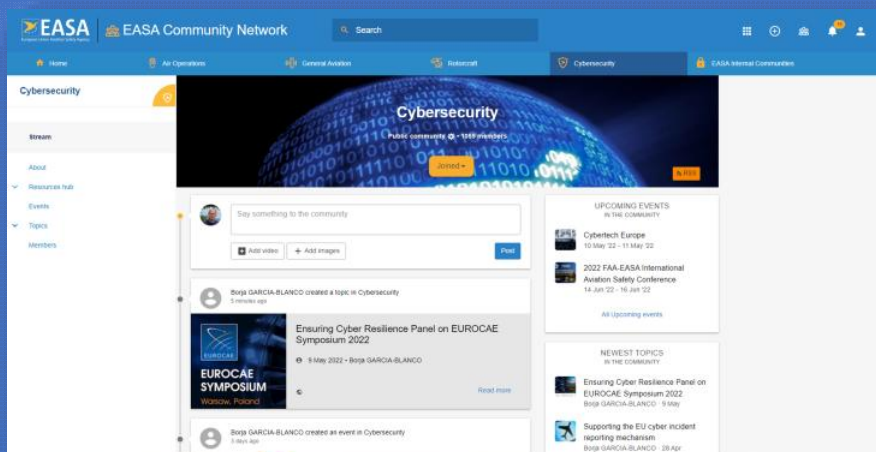 EASA
European Union Aviation Safety Agency
EASA Community Network
Search
Home
Air Operations
General Aviation
Rotorcraft
Cybersecurity
EASA Internal Communities
Cybersecurity
Stream
About
Resources hub
Events
Topics
Members
Cybersecurity
Public community • 1069 members
Joined
RSS
Say something to the community
Add video
Add images
Post
Borja GARCIA-BLANCO created a topic in Cybersecurity
5 minutes ago
EUROCAE
EUROCAE
SYMPOSIUM
Warsaw, Poland
Ensuring Cyber Resilience Panel on EUROCAE
Symposium 2022
9 May 2022 • Borja GARCIA-BLANCO
Read more
Borja GARCIA-BLANCO created an event in Cybersecurity
3 days ago
UPCOMING EVENTS
IN THE COMMUNITY
Cybertech Europe
10 May '22 - 11 May '22
2022 FAA-EASA International
Aviation Safety Conference
14 Jun '22 - 16 Jun '22
All Upcoming events
NEWEST TOPICS
IN THE COMMUNITY
Ensuring Cyber Resilience Panel on
EUROCAE Symposium 2022
Borja GARCIA-BLANCO · 9 May
Supporting the EU cyber incident
reporting mechanism
Borja GARCIA-BLANCO · 28 Apr